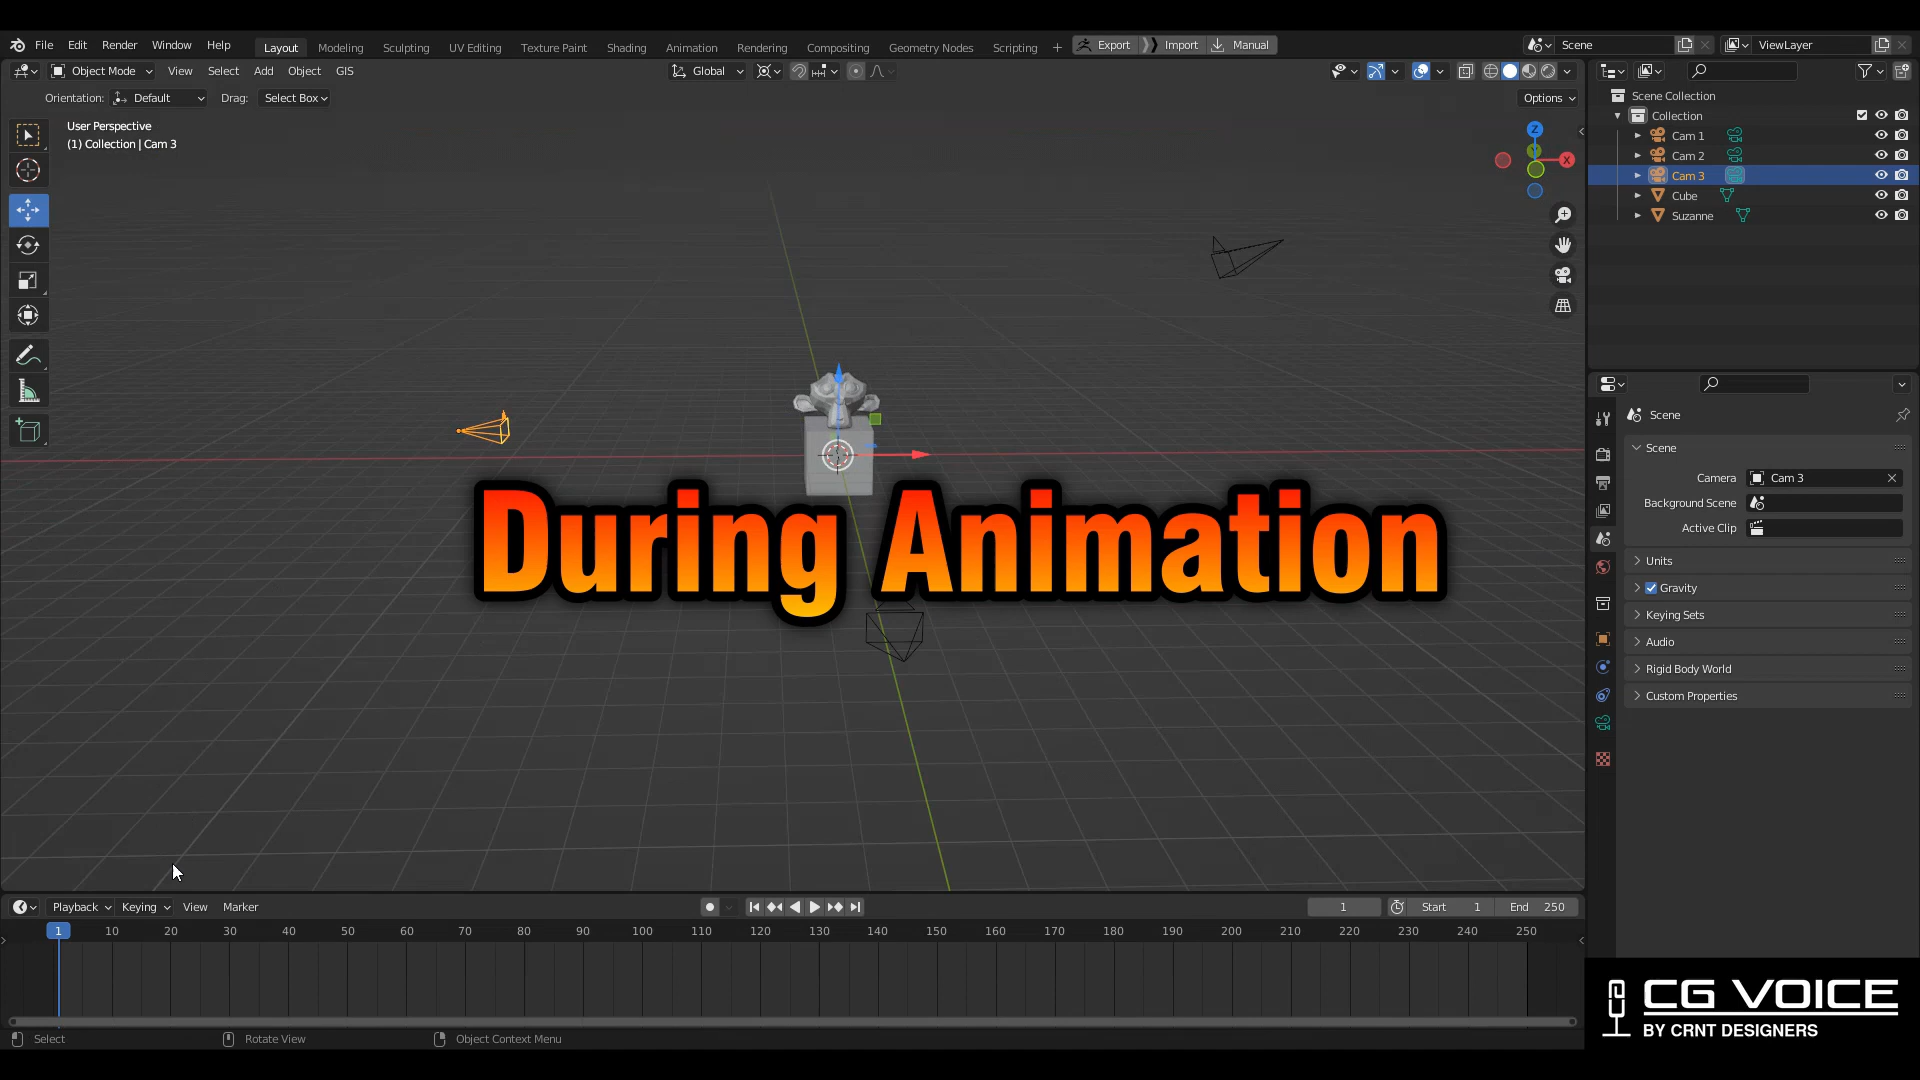 File Edit Render Window Help Layout Modeling Sculpting UV Editing Texture Paint Shading Animation Rendering Compositing Geometry Nodes Scripting + Export Import Manual Scene ViewLayer
Object Mode View Select Add Object GIS Global
Orientation: Default Drag: Select Box Options
User Perspective
(1) Collection | Cam 3
Z
X
Scene Collection
Collection
Cam 1
Cam 2
Cam 3
Cube
Suzanne
Scene
Scene
Camera Cam 3
Background Scene
Active Clip
Units
Gravity
Keying Sets
Audio
Rigid Body World
Custom Properties
During Animation
Playback Keying View Marker 1 Start 1 End 250
1 10 20 30 40 50 60 70 80 90 100 110 120 130 140 150 160 170 180 190 200 210 220 230 240 250
Select Rotate View Object Context Menu
CG VOICE
BY CRNT DESIGNERS